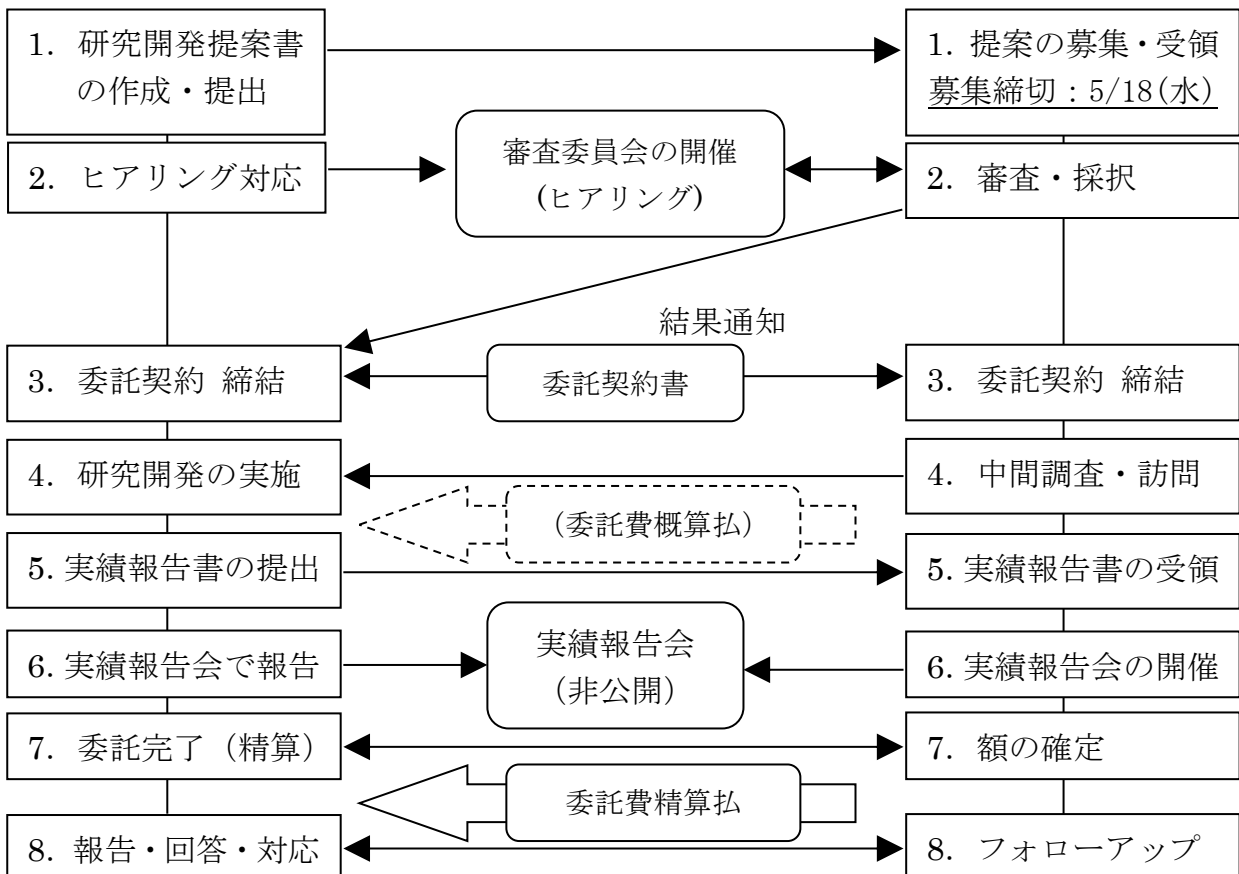 1. 研究開発提案書
の作成・提出
1. 提案の募集・受領
募集締切：5/18(水)
審査委員会の開催
(ヒアリング)
2. ヒアリング対応
2. 審査・採択
結果通知
3. 委託契約 締結
委託契約書
3. 委託契約 締結
4. 研究開発の実施
4. 中間調査・訪問
（委託費概算払）
5. 実績報告書の提出
5. 実績報告書の受領
6. 実績報告会で報告
実績報告会
（非公開）
6. 実績報告会の開催
7. 委託完了（精算）
7. 額の確定
委託費精算払
8. 報告・回答・対応
8. フォローアップ